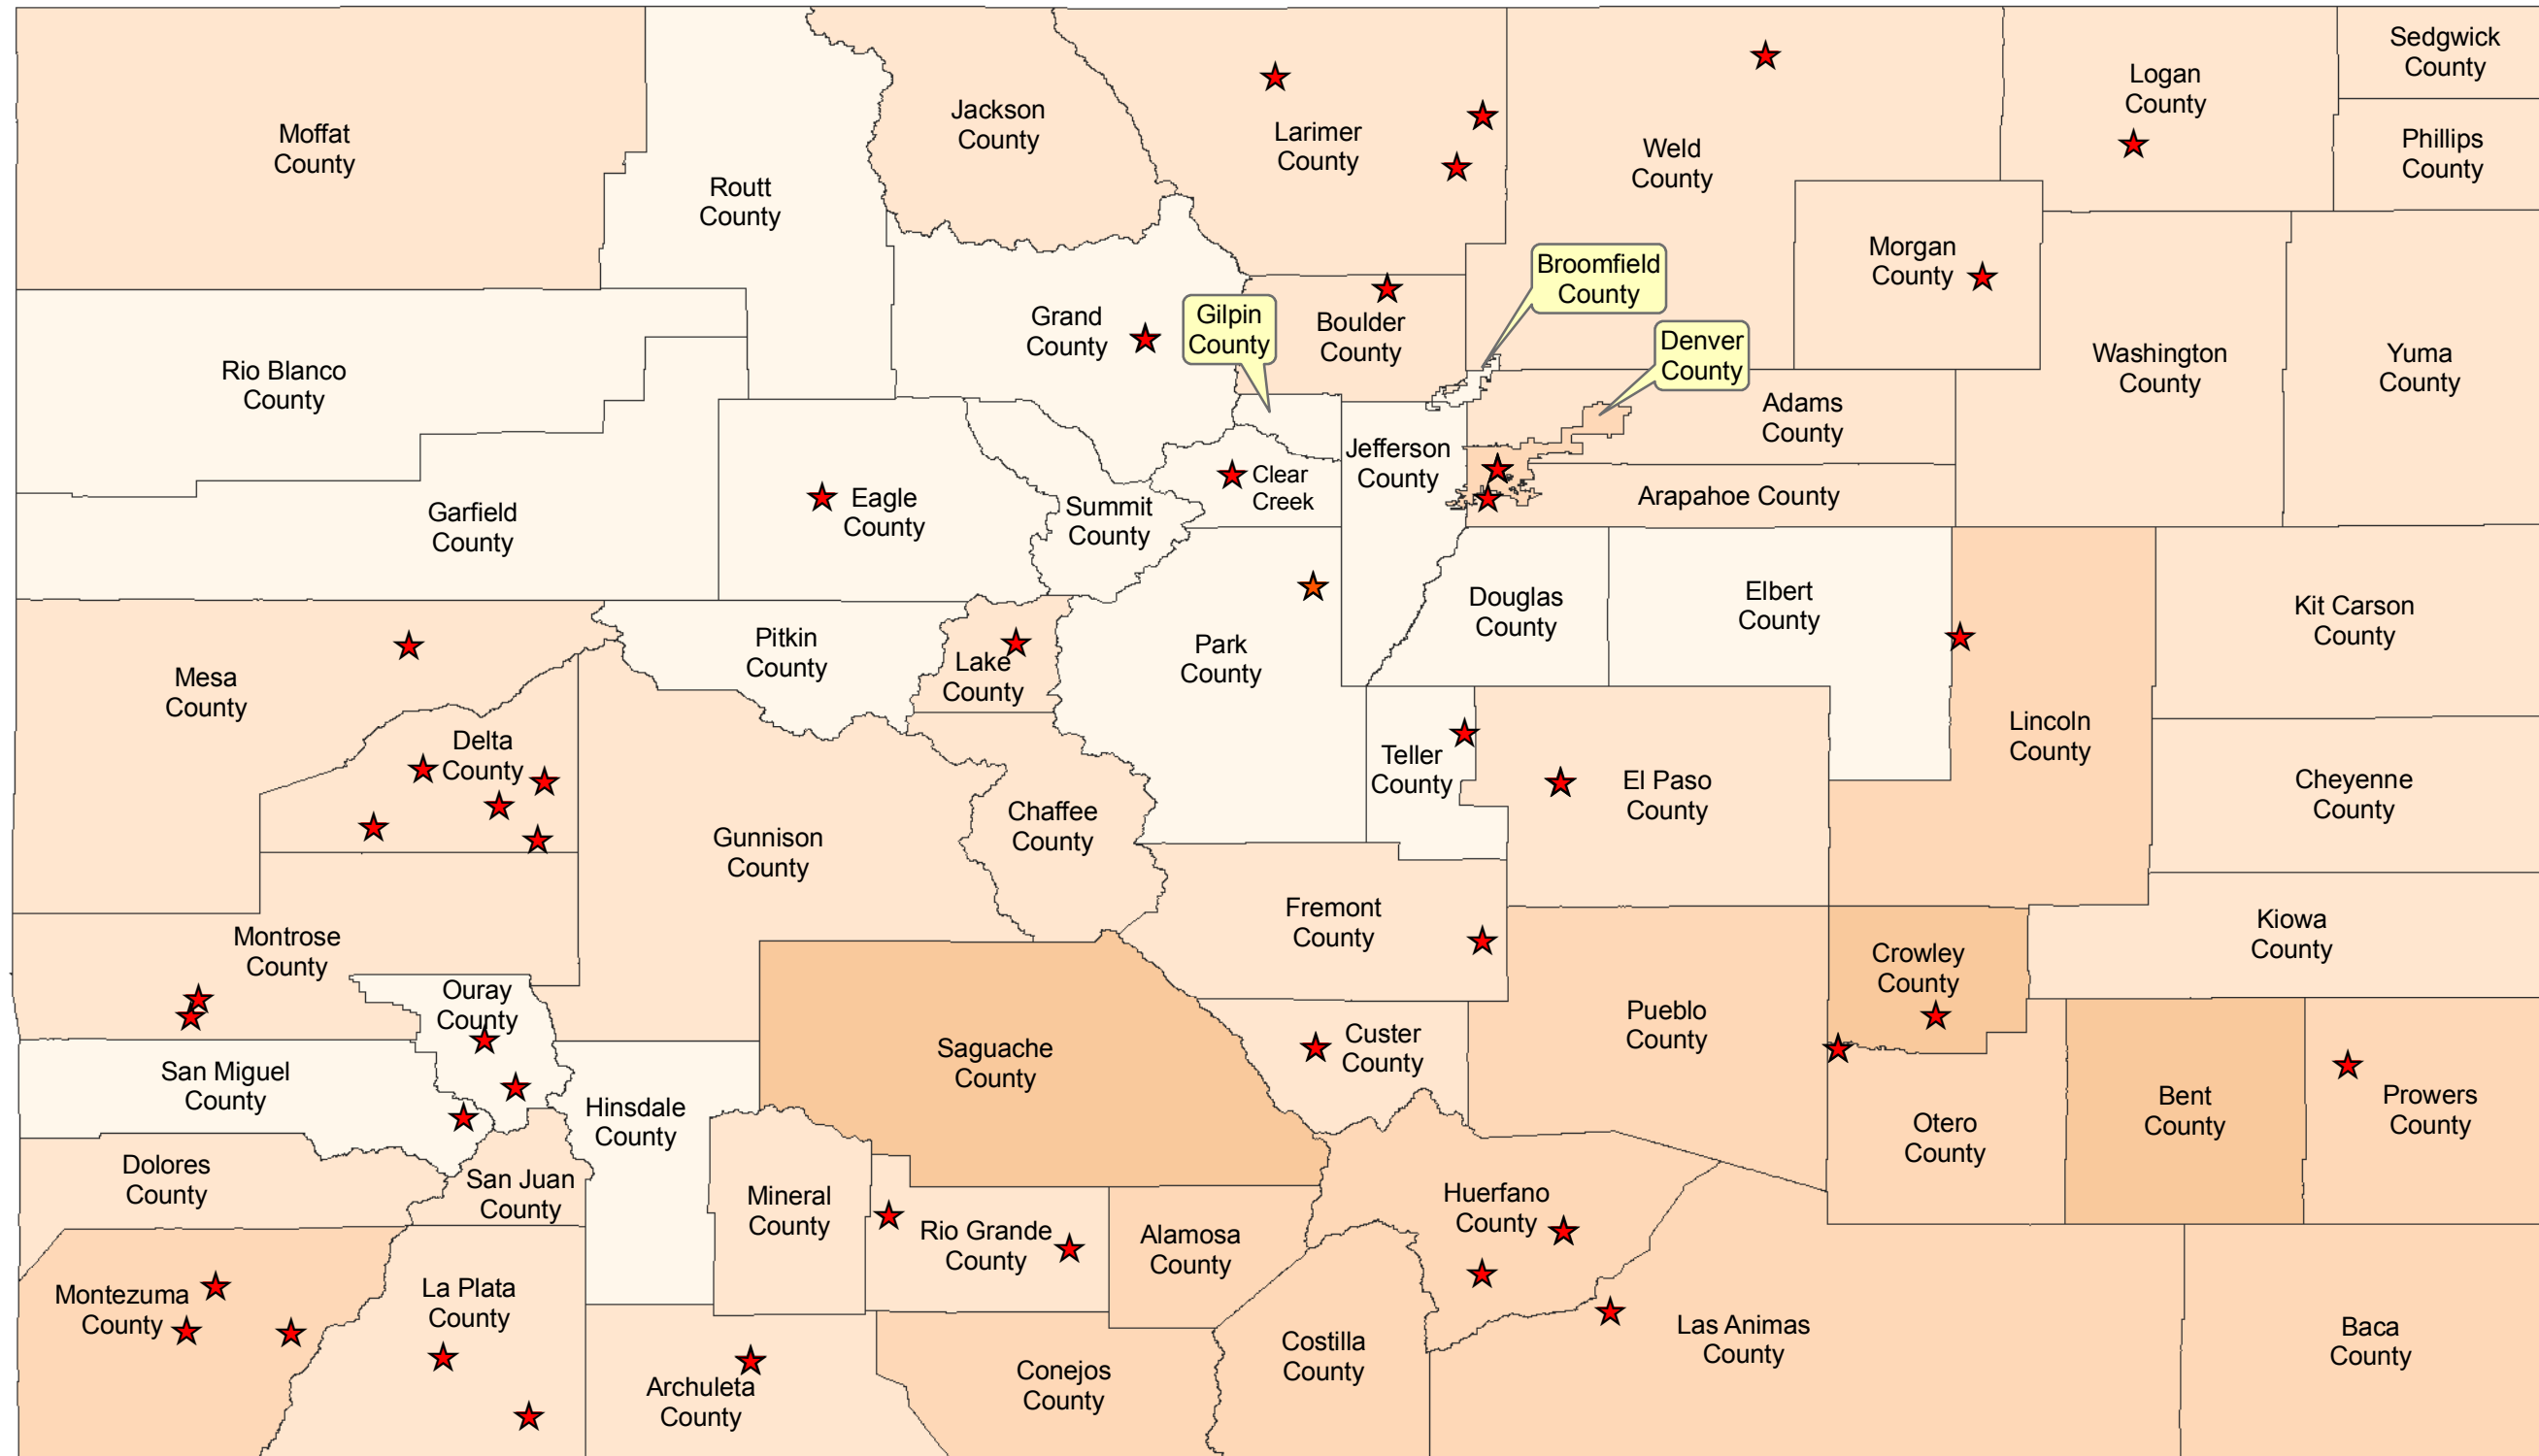 Sedgwick
County
Logan
County
Jackson
County
Moffat
County
Larimer
County
Weld
County
Phillips
County
Routt
County
Morgan
County
Broomfield
County
Gilpin
County
Grand
County
Boulder
County
Denver
County
Washington
County
Yuma
County
Rio Blanco
County
Adams
County
Jefferson
County
Clear
Creek
Arapahoe County
Eagle
County
Summit
County
Garfield
County
Douglas
County
Elbert
County
Kit Carson
County
Pitkin
County
Lake
County
Park
County
Mesa
County
Lincoln
County
Delta
County
Teller
County
El Paso
County
Cheyenne
County
Gunnison
County
Chaffee
County
Fremont
County
Kiowa
County
Montrose
County
Crowley
County
Ouray
County
Pueblo
County
Custer
County
Saguache
County
San Miguel
County
Hinsdale
County
Bent
County
Prowers
County
Otero
County
Dolores
County
San Juan
County
Mineral
County
Huerfano
County
Rio Grande
County
Alamosa
County
La Plata
County
Montezuma
County
Las Animas
County
Baca
County
Costilla
County
Conejos
County
Archuleta
County